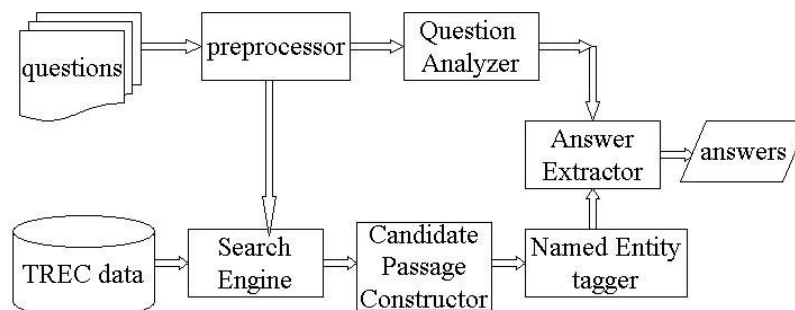 questions
preprocessor
Question
Analyzer
Answer
Extractor
answers
TREC data
Search
Engine
Candidate
Passage
Constructor
Named Entity
tagger